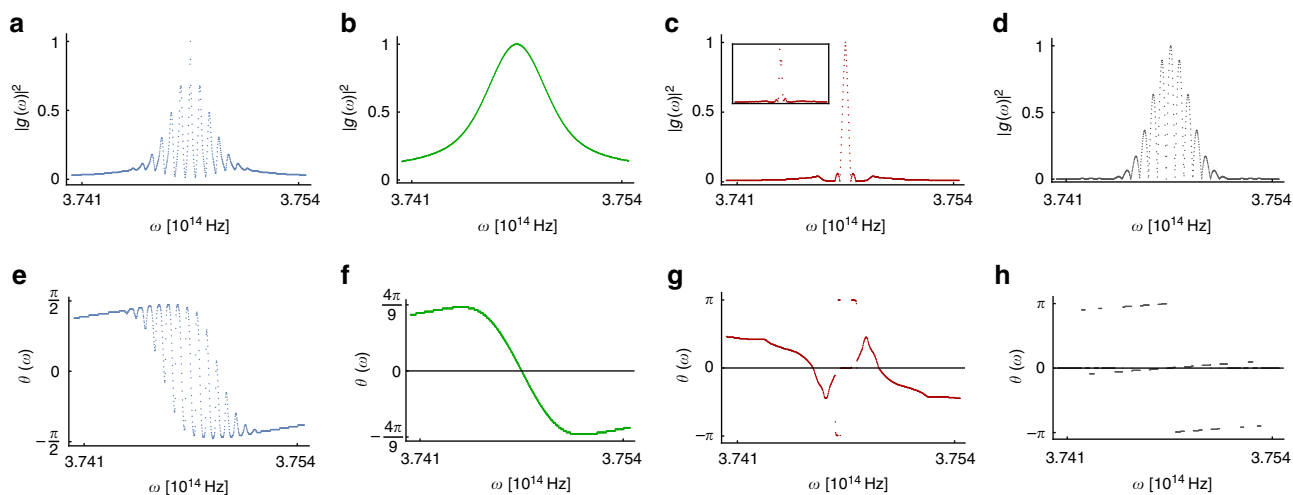 a
b
c
d
1
0.5
0
|g(ω)|²
3.741
3.754
ω [10¹⁴ Hz]
1
0.5
0
|g(ω)|²
3.741
3.754
ω [10¹⁴ Hz]
1
0.5
0
|g(ω)|²
3.741
3.754
ω [10¹⁴ Hz]
1
0.5
0
|g(ω)|²
3.741
3.754
ω [10¹⁴ Hz]
e
f
g
h
π/2
0
−π/2
θ (ω)
3.741
3.754
ω [10¹⁴ Hz]
4π/9
0
−4π/9
θ (ω)
3.741
3.754
ω [10¹⁴ Hz]
π
0
−π
θ (ω)
3.741
3.754
ω [10¹⁴ Hz]
π
0
−π
θ (ω)
3.741
3.754
ω [10¹⁴ Hz]